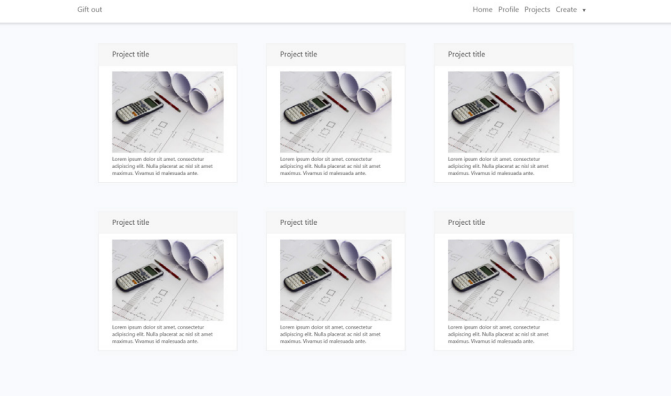 Gift out
Home Profile Projects Create
Project title
Project title
Project title
Lorem ipsum dolor sit amet, consectetur
adipiscing elit. Nulla placerat ac nisl sit amet
maximus. Vivamus id malesuada ante.
Lorem ipsum dolor sit amet, consectetur
adipiscing elit. Nulla placerat ac nisl sit amet
maximus. Vivamus id malesuada ante.
Lorem ipsum dolor sit amet, consectetur
adipiscing elit. Nulla placerat ac nisl sit amet
maximus. Vivamus id malesuada ante.
Project title
Project title
Project title
Lorem ipsum dolor sit amet, consectetur
adipiscing elit. Nulla placerat ac nisl sit amet
maximus. Vivamus id malesuada ante.
Lorem ipsum dolor sit amet, consectetur
adipiscing elit. Nulla placerat ac nisl sit amet
maximus. Vivamus id malesuada ante.
Lorem ipsum dolor sit amet, consectetur
adipiscing elit. Nulla placerat ac nisl sit amet
maximus. Vivamus id malesuada ante.